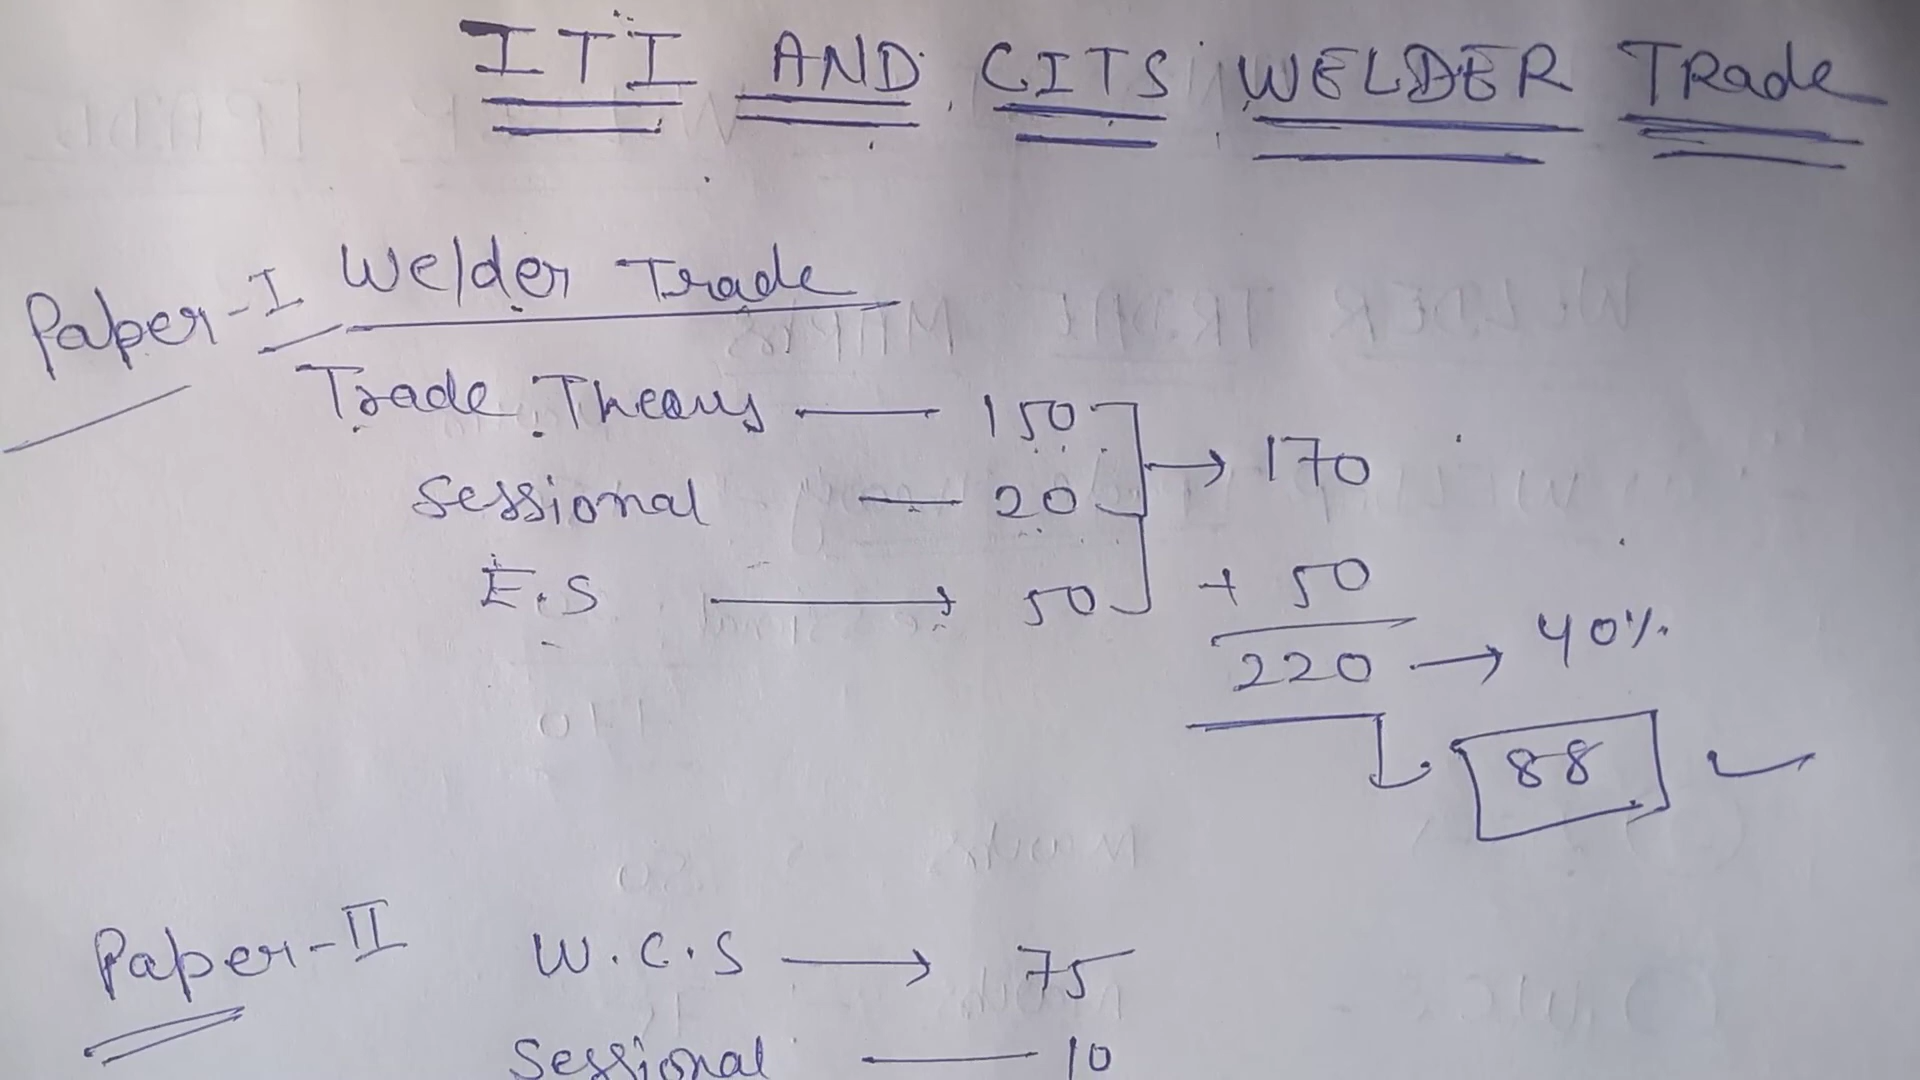 ITI AND CITS WELDER TRade
Paper-I Welder Trade
Trade Theory — 150 → 170
Sessional — 20
E.S → 50 + 50
220 → 40%
88
Paper-II W.C.S → 75
Sessional — 10